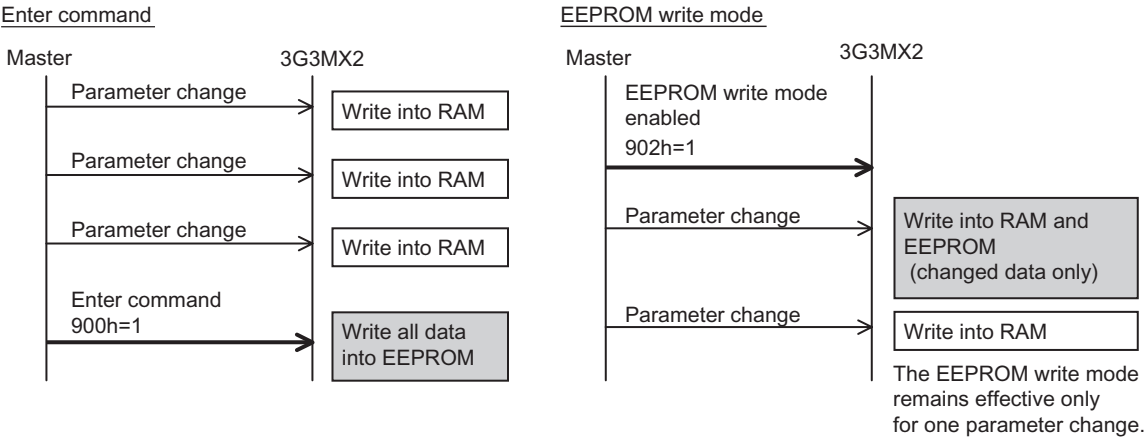 Enter command
Master
3G3MX2
Parameter change
Write into RAM
Parameter change
Write into RAM
Parameter change
Write into RAM
Enter command
900h=1
Write all data
into EEPROM
EEPROM write mode
Master
3G3MX2
EEPROM write mode
enabled
902h=1
Parameter change
Write into RAM and
EEPROM
(changed data only)
Parameter change
Write into RAM
The EEPROM write mode
remains effective only
for one parameter change.